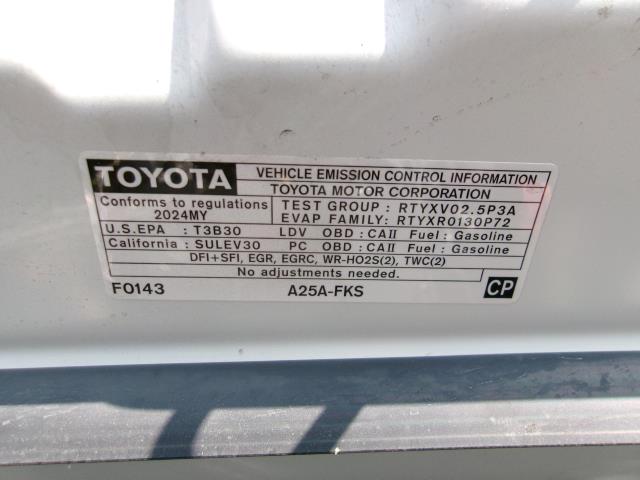 TOYOTA VEHICLE EMISSION CONTROL INFORMATION
TOYOTA MOTOR CORPORATION
Conforms to regulations
2024MY
TEST GROUP : RTYXV02.5P3A
EVAP FAMILY: RTYXR0130P72
U.S.EPA : T3B30 LDV OBD : CAII Fuel : Gasoline
California : SULEV30 PC OBD : CAII Fuel : Gasoline
DFI+SFI, EGR, EGRC, WR-HO2S(2), TWC(2)
No adjustments needed.
F0143 A25A-FKS CP